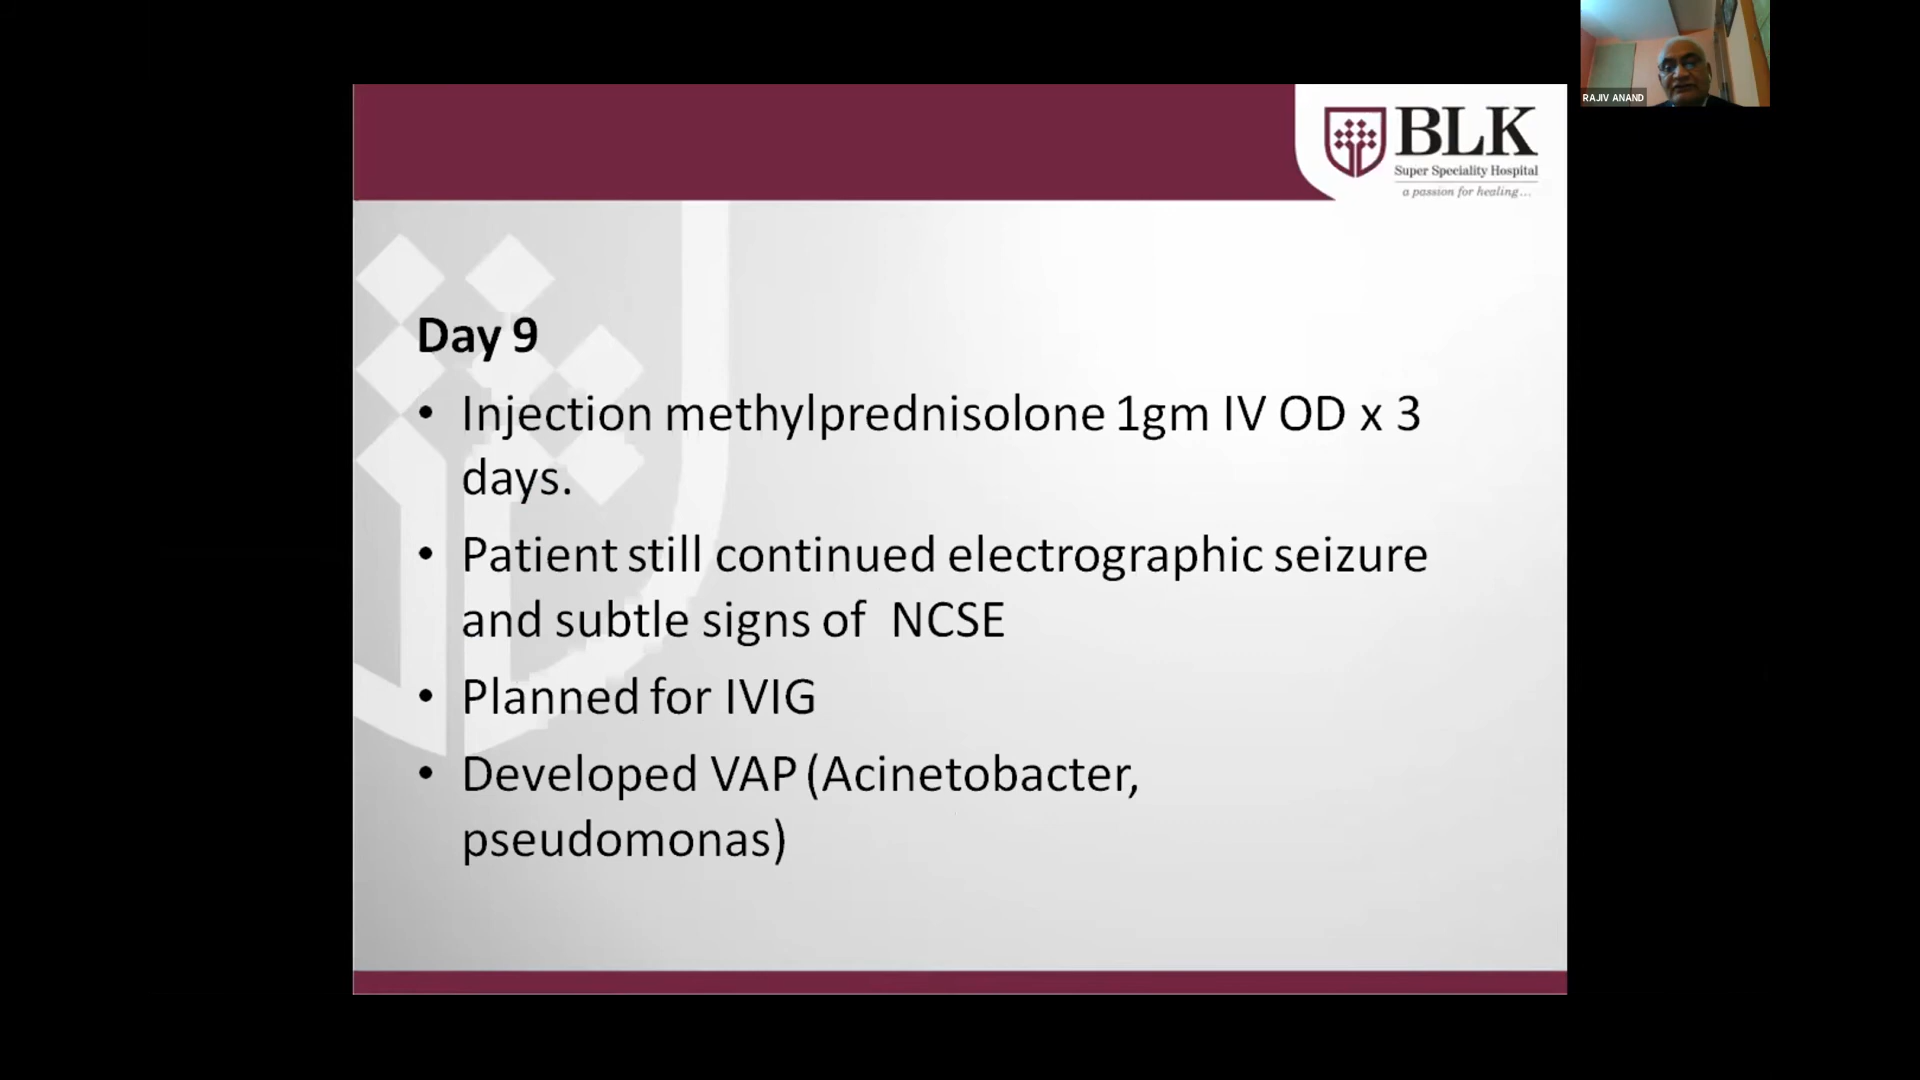 RAJIV ANAND
BLK
Super Speciality Hospital
a passion for healing...
Day 9
• Injection methylprednisolone 1gm IV OD x 3
days.
• Patient still continued electrographic seizure
and subtle signs of NCSE
• Planned for IVIG
• Developed VAP (Acinetobacter,
pseudomonas)